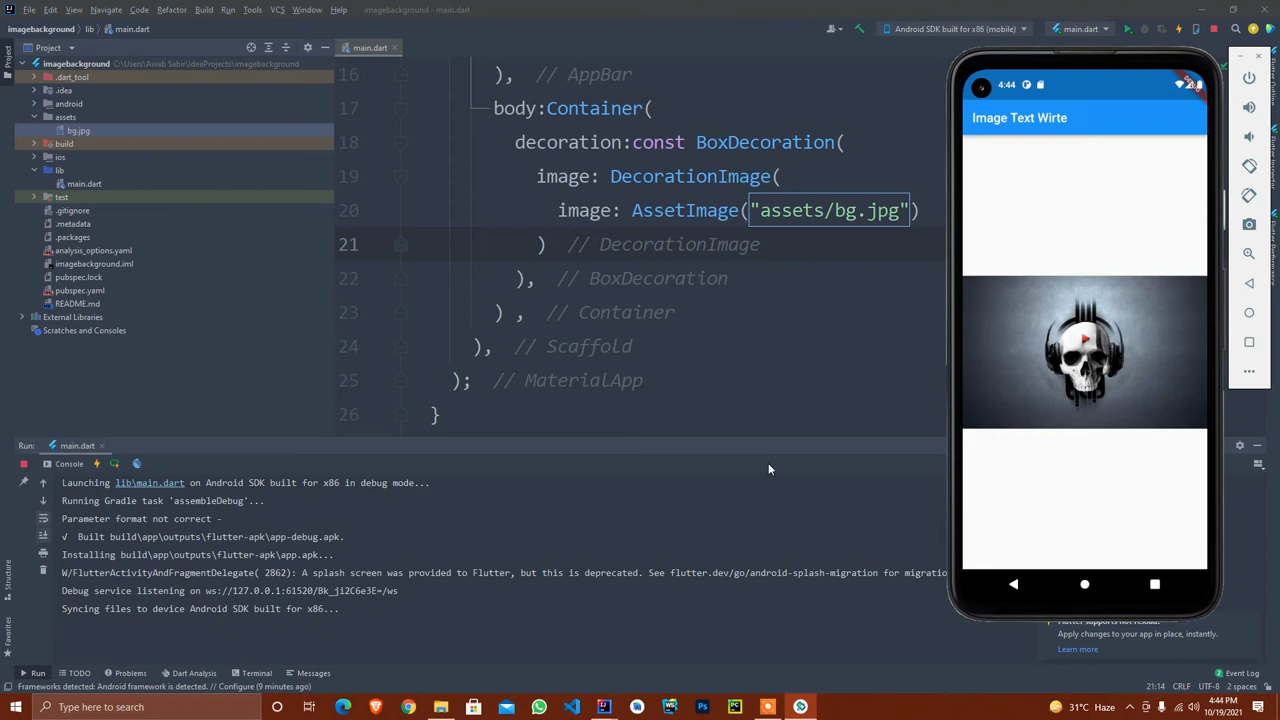 File Edit View Navigate Code Refactor Build Run Tools VCS Window Help imagebackground - main.dart
imagebackground lib main.dart
Android SDK built for x86 (mobile)
main.dart
Project
main.dart
imagebackground C:\Users\Awab Sabir\IdeaProjects\imagebackground
.dart_tool
.idea
android
assets
bg.jpg
build
ios
lib
main.dart
test
.gitignore
.metadata
.packages
analysis_options.yaml
imagebackground.iml
pubspec.lock
pubspec.yaml
README.md
External Libraries
Scratches and Consoles
Project
Structure
Favorites
16 ), // AppBar
17 body:Container(
18 decoration:const BoxDecoration(
19 image: DecorationImage(
20 image: AssetImage("assets/bg.jpg")
21 ) // DecorationImage
22 ), // BoxDecoration
23 ) , // Container
24 ), // Scaffold
25 ); // MaterialApp
26 }
4:44
Image Text Wirte
Flutter Outline
Run: main.dart
Console
Launching lib\main.dart on Android SDK built for x86 in debug mode...
Running Gradle task 'assembleDebug'...
Parameter format not correct -
√ Built build\app\outputs\flutter-apk\app-debug.apk.
Installing build\app\outputs\flutter-apk\app.apk...
W/FlutterActivityAndFragmentDelegate( 2862): A splash screen was provided to Flutter, but this is deprecated. See flutter.dev/go/android-splash-migration for migration
Debug service listening on ws://127.0.0.1:61520/Bk_ji2C6e3E=/ws
Syncing files to device Android SDK built for x86...
Apply changes to your app in place, instantly.
Learn more
Run TODO Problems Dart Analysis Terminal Messages
2 Event Log
Frameworks detected: Android framework is detected. // Configure (9 minutes ago)
21:14 CRLF UTF-8 2 spaces
Type here to search
31°C Haze
4:44 PM
10/19/2021